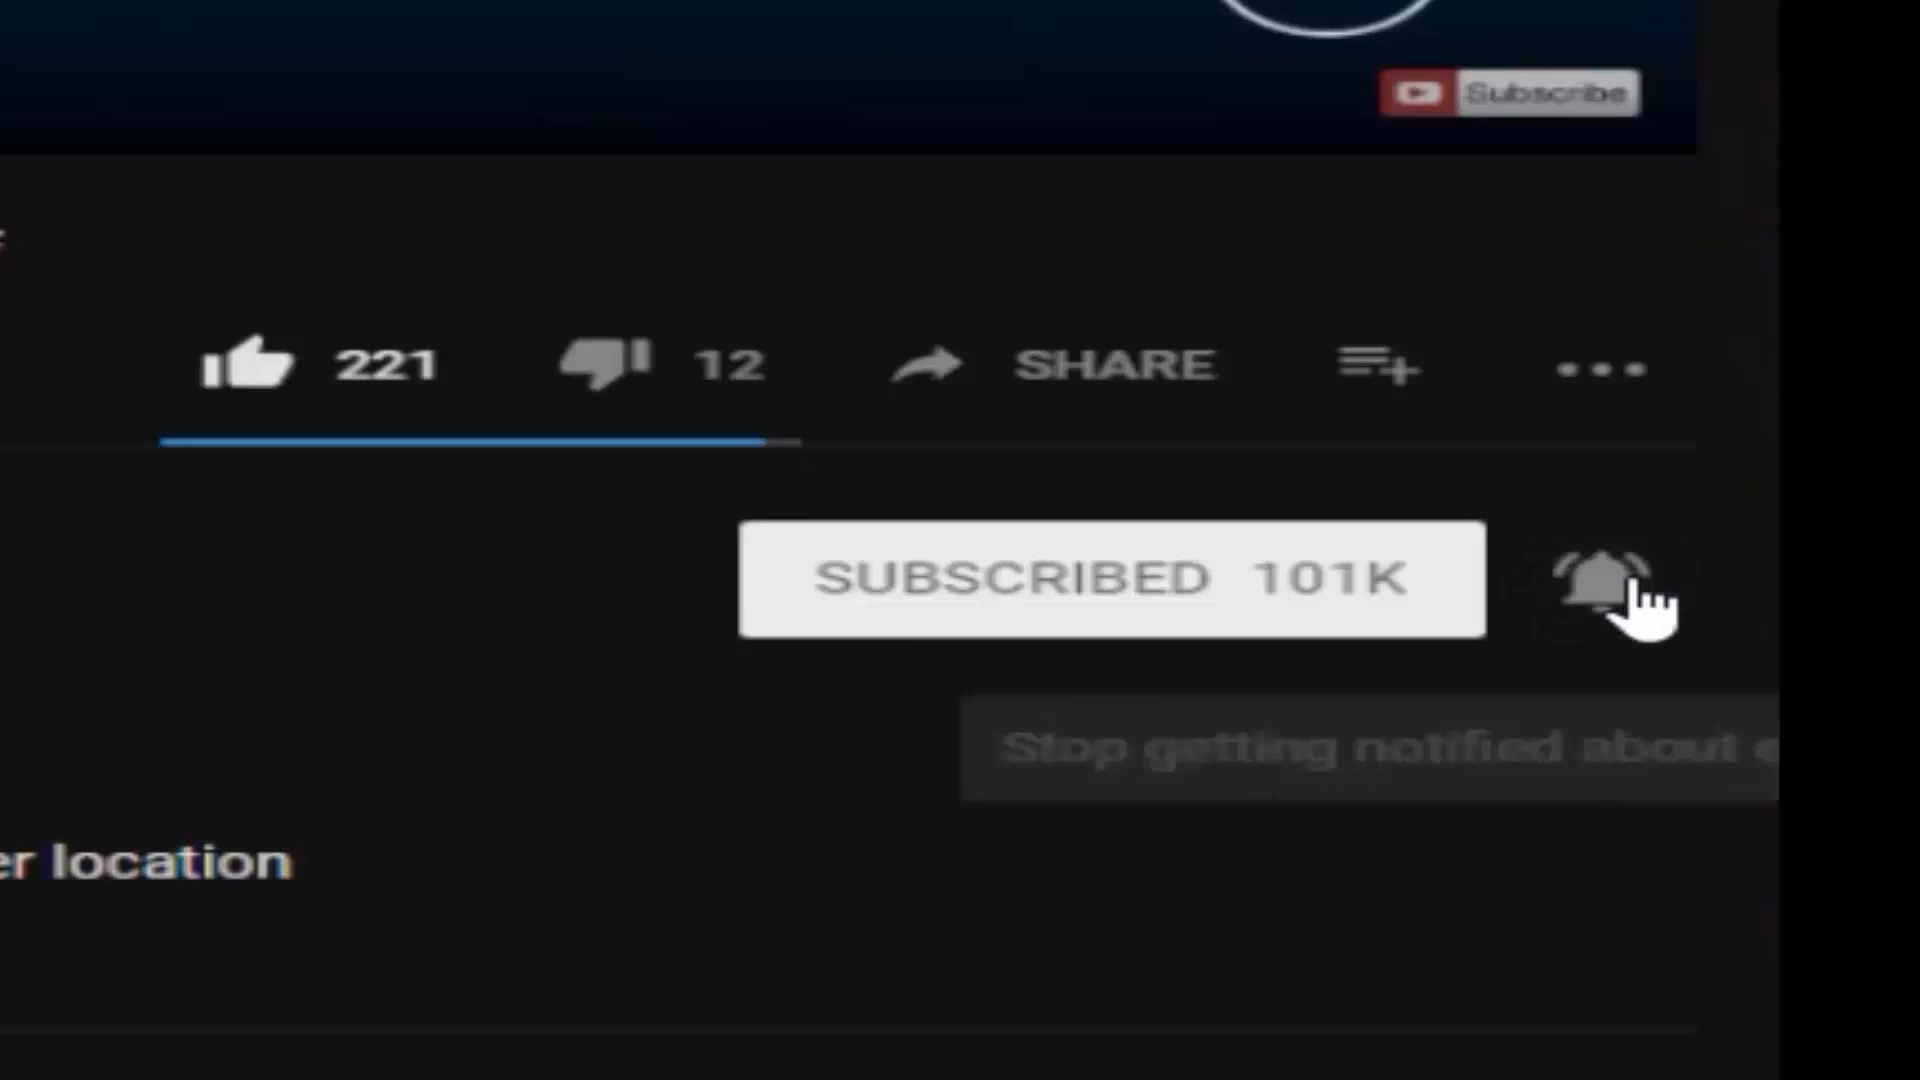 Subscribe
221 12 SHARE
SUBSCRIBED 101K
Stop getting notified about
er location